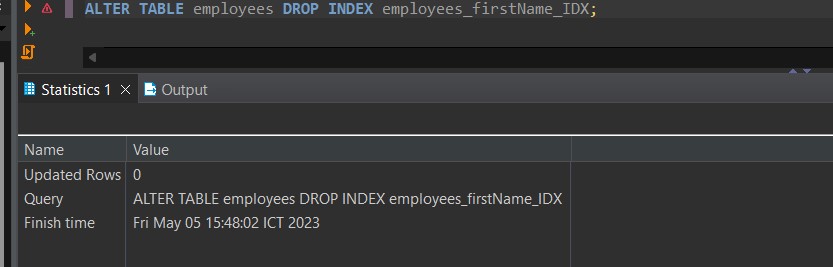 ALTER TABLE employees DROP INDEX employees_firstName_IDX;
Statistics 1
Output
Name Value
Updated Rows 0
Query ALTER TABLE employees DROP INDEX employees_firstName_IDX
Finish time Fri May 05 15:48:02 ICT 2023